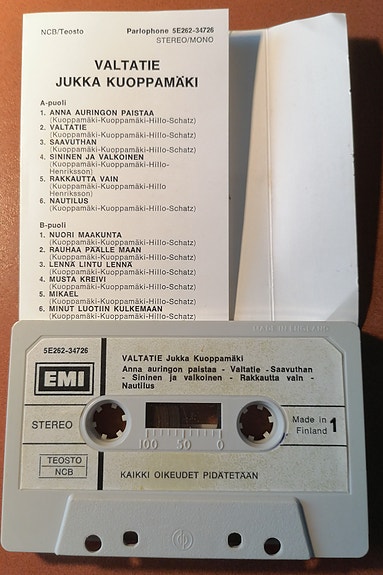 NCB/Teosto Parlophone 5E262-34726
STEREO/MONO
VALTATIE
JUKKA KUOPPAMÄKI
A-puoli
1. ANNA AURINGON PAISTAA
(Kuoppamäki-Kuoppamäki-Hillo-Schatz)
2. VALTATIE
(Kuoppamäki-Kuoppamäki-Hillo-Schatz)
3. SAAVUTHAN
(Kuoppamäki-Kuoppamäki-Hillo-Schatz)
4. SININEN JA VALKOINEN
(Kuoppamäki-Kuoppamäki-Hillo-
Henriksson)
5. RAKKAUTTA VAIN
(Kuoppamäki-Kuoppamäki-Hillo
Henriksson)
6. NAUTILUS
(Kuoppamäki-Kuoppamäki-Hillo-Schatz)
B-puoli
1. NUORI MAAKUNTA
(Kuoppamäki-Kuoppamäki-Hillo-Schatz)
2. RAUHAA PÄÄLLE MAAN
(Kuoppamäki-Kuoppamäki-Hillo-Schatz)
3. LENNÄ LINTU LENNÄ
(Kuoppamäki-Kuoppamäki-Hillo-Schatz)
4. MUSTA KREIVI
(Kuoppamäki-Kuoppamäki-Hillo-Schatz)
5. MIKAEL
(Kuoppamäki-Kuoppamäki-Hillo-Schatz)
6. MINUT LUOTIIN KULKEMAAN
(Kuoppamäki-Kuoppamäki-Hillo-Schatz)
MADE IN ENGLAND
5E262-34726
VALTATIE Jukka Kuoppamäki
EMI
Anna auringon paistaa - Valtatie - Saavuthan
- Sininen ja valkoinen - Rakkautta vain -
Nautilus
STEREO
100 50 0
Made in
Finland 1
TEOSTO
NCB
KAIKKI OIKEUDET PIDÄTETÄÄN